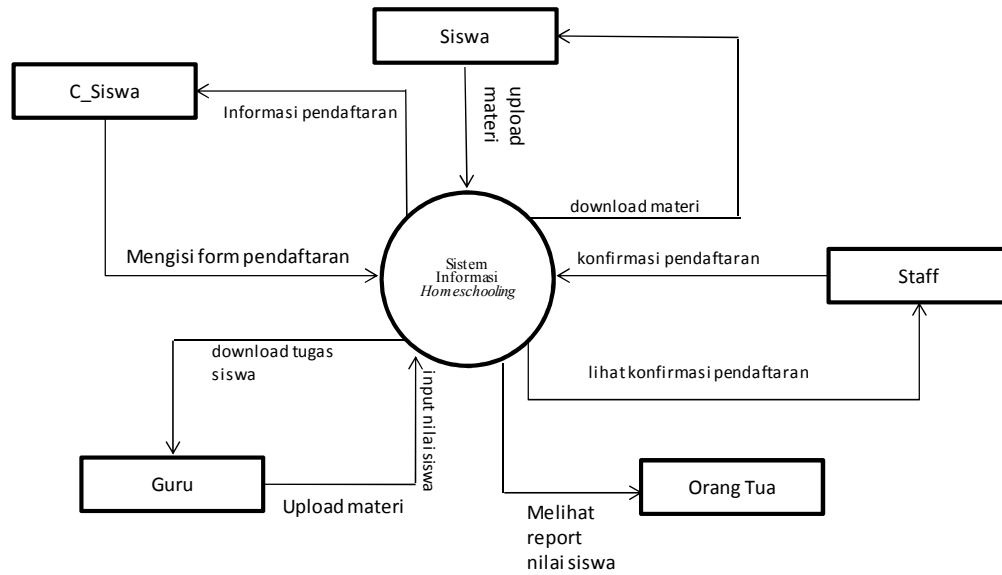 Siswa
C_Siswa
Informasi pendaftaran
upload
materi
download materi
Mengisi form pendaftaran
Sistem
Informasi
Homeschooling
konfirmasi pendaftaran
Staff
download tugas
siswa
input nilai siswa
lihat konfirmasi pendaftaran
Guru
Upload materi
Orang Tua
Melihat
report
nilai siswa